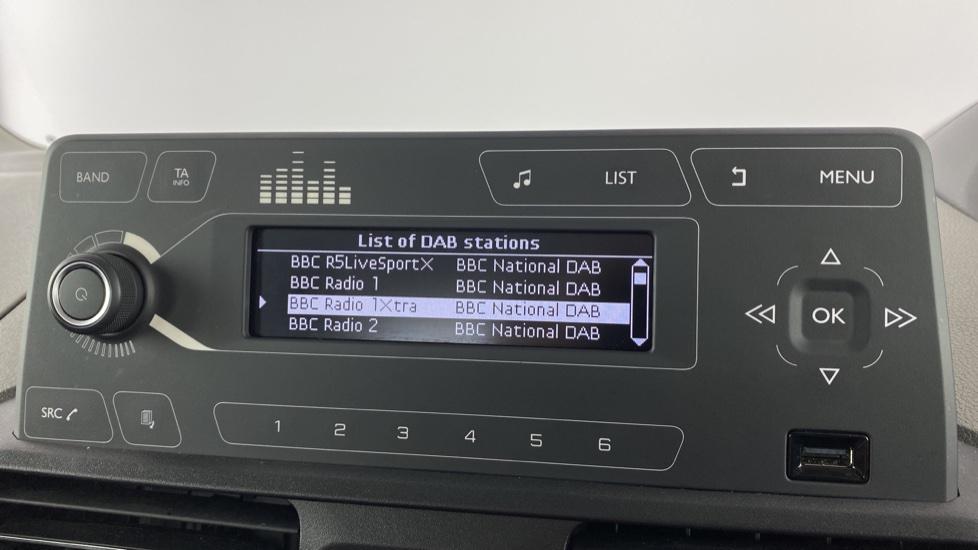 BAND
TA
INFO
LIST
MENU
List of DAB stations
BBC R5LiveSportX BBC National DAB
BBC Radio 1 BBC National DAB
BBC Radio 1Xtra BBC National DAB
BBC Radio 2 BBC National DAB
OK
SRC
1 2 3 4 5 6